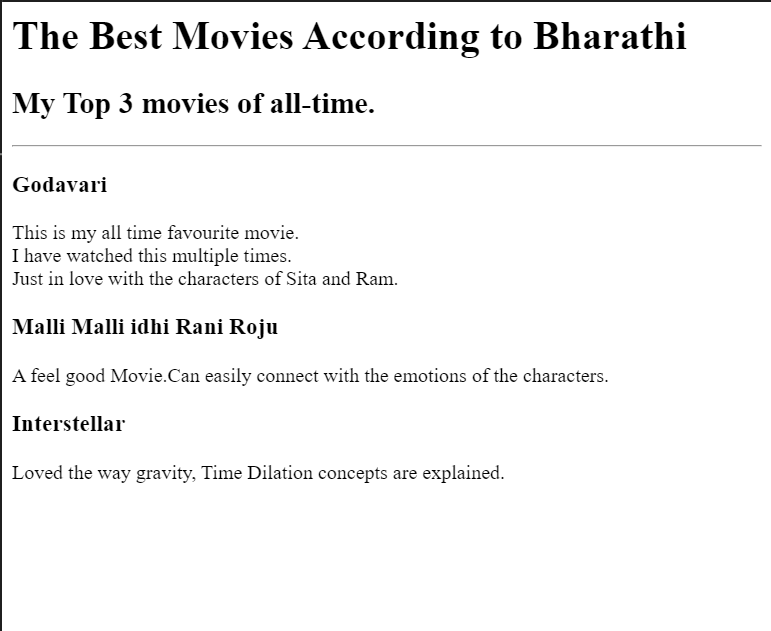 The Best Movies According to Bharathi
My Top 3 movies of all-time.
Godavari
This is my all time favourite movie.
I have watched this multiple times.
Just in love with the characters of Sita and Ram.
Malli Malli idhi Rani Roju
A feel good Movie.Can easily connect with the emotions of the characters.
Interstellar
Loved the way gravity, Time Dilation concepts are explained.